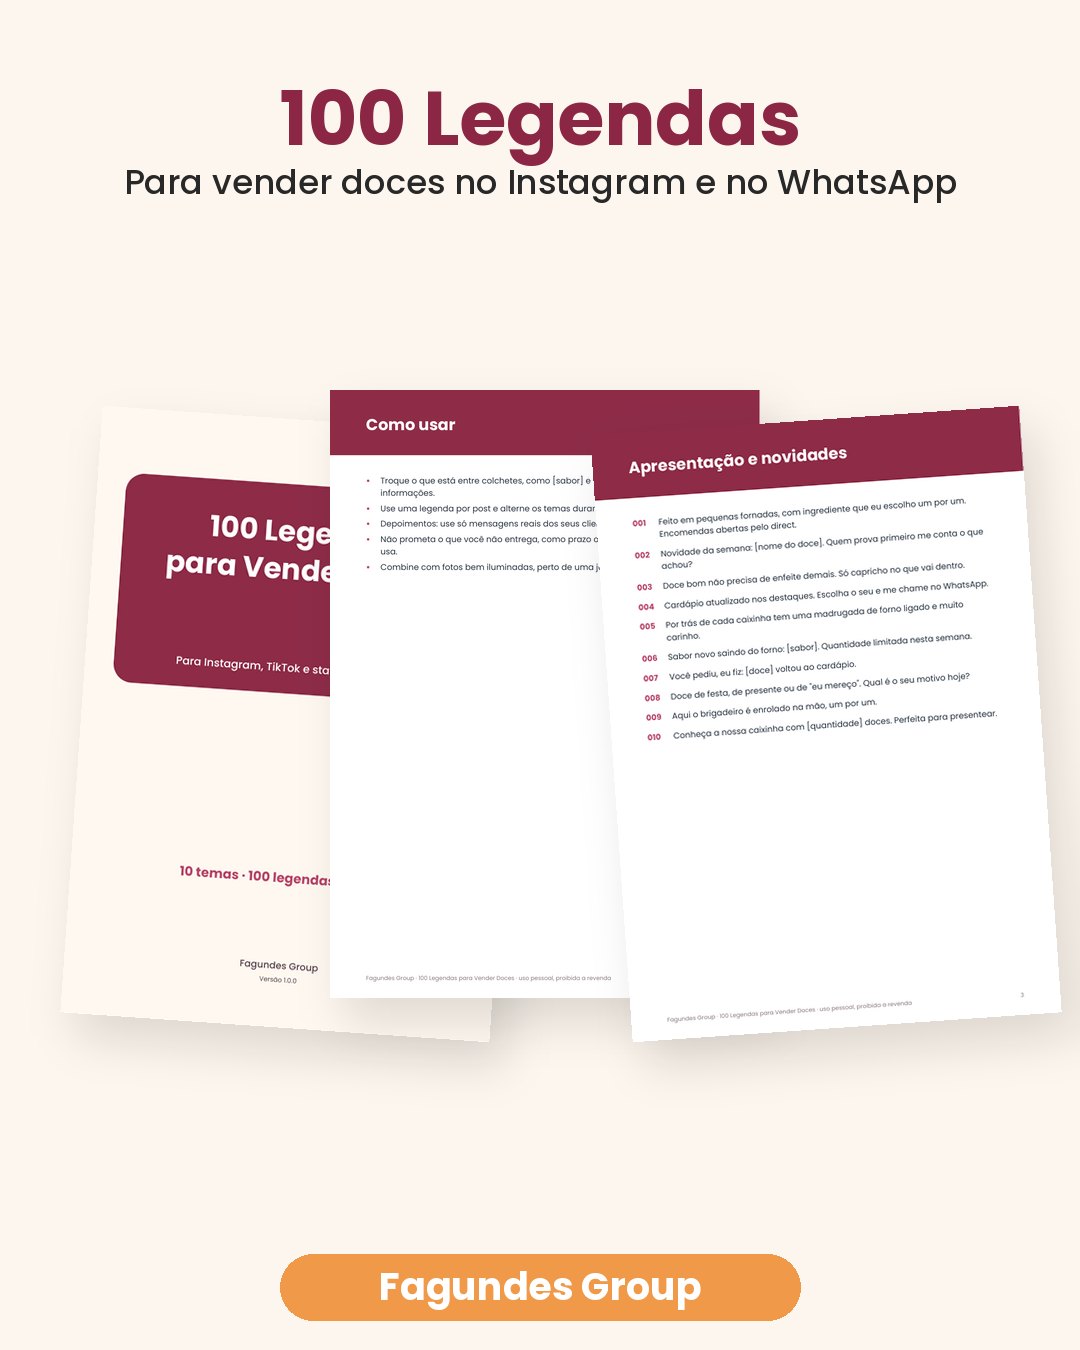 100 Legendas
Para vender doces no Instagram e no WhatsApp
100 Lege
para Vende
Para Instagram, TikTok e sta
10 temas · 100 legendas
Fagundes Group
Versão 1.0.0
Como usar
• Troque o que está entre colchetes, como [sabor] e
informações.
• Use uma legenda por post e alterne os temas duran
• Depoimentos: use só mensagens reais dos seus clie
• Não prometa o que você não entrega, como prazo o
usa.
• Combine com fotos bem iluminadas, perto de uma j
Fagundes Group · 100 Legendas para Vender Doces · uso pessoal, proibida a revenda
Apresentação e novidades
001 Feito em pequenas fornadas, com ingrediente que eu escolho um por um.
Encomendas abertas pelo direct.
002 Novidade da semana: [nome do doce]. Quem prova primeiro me conta o que
achou?
003 Doce bom não precisa de enfeite demais. Só capricho no que vai dentro.
004 Cardápio atualizado nos destaques. Escolha o seu e me chame no WhatsApp.
005 Por trás de cada caixinha tem uma madrugada de forno ligado e muito
carinho.
006 Sabor novo saindo do forno: [sabor]. Quantidade limitada nesta semana.
007 Você pediu, eu fiz: [doce] voltou ao cardápio.
008 Doce de festa, de presente ou de "eu mereço". Qual é o seu motivo hoje?
009 Aqui o brigadeiro é enrolado na mão, um por um.
010 Conheça a nossa caixinha com [quantidade] doces. Perfeita para presentear.
Fagundes Group · 100 Legendas para Vender Doces · uso pessoal, proibida a revenda
3
Fagundes Group